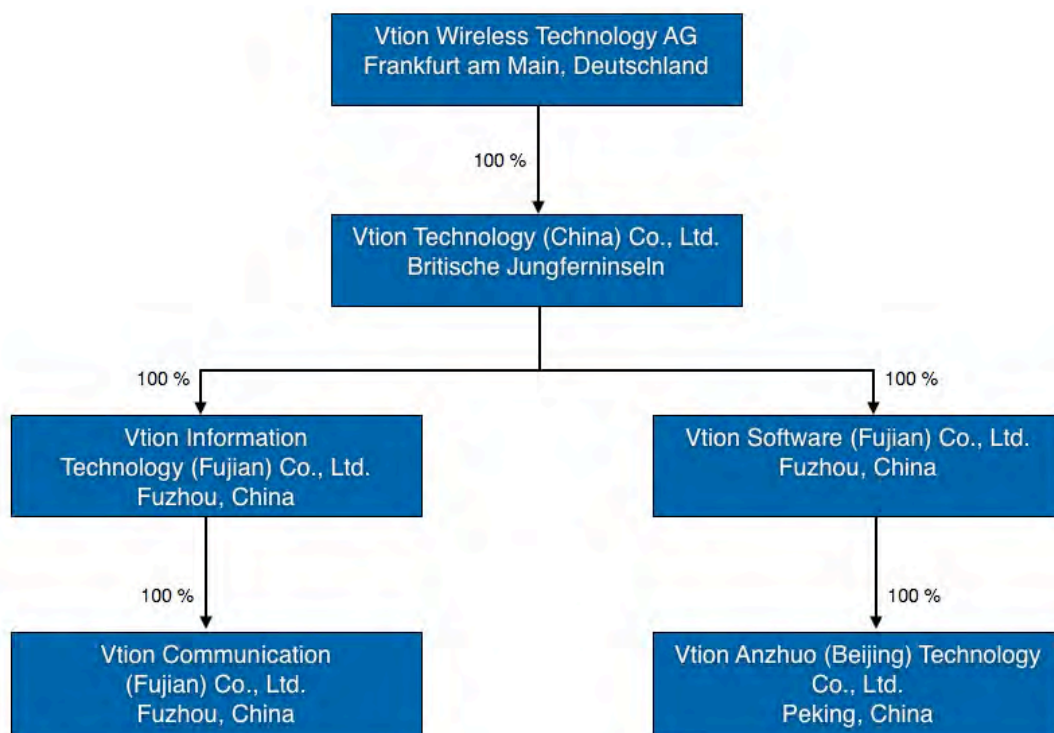 Vtion Wireless Technology AG
Frankfurt am Main, Deutschland
100 %
Vtion Technology (China) Co., Ltd.
Britische Jungferninseln
100 %
100 %
Vtion Information
Technology (Fujian) Co., Ltd.
Fuzhou, China
Vtion Software (Fujian) Co., Ltd.
Fuzhou, China
100 %
100 %
Vtion Communication
(Fujian) Co., Ltd.
Fuzhou, China
Vtion Anzhuo (Beijing) Technology
Co., Ltd.
Peking, China